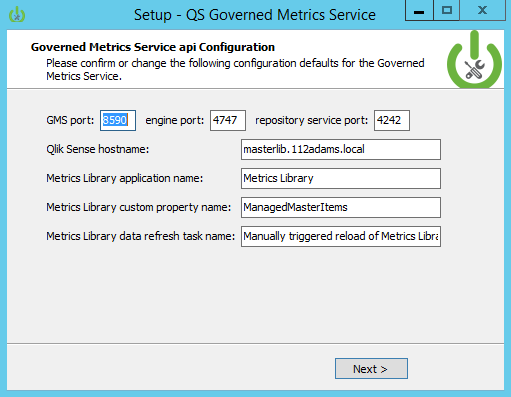 Setup - QS Governed Metrics Service
Governed Metrics Service api Configuration
Please confirm or change the following configuration defaults for the Governed
Metrics Service.
GMS port: 8590 engine port: 4747 repository service port: 4242
Qlik Sense hostname: masterlib.112adams.local
Metrics Library application name: Metrics Library
Metrics Library custom property name: ManagedMasterItems
Metrics Library data refresh task name: Manually triggered reload of Metrics Libra
Next >